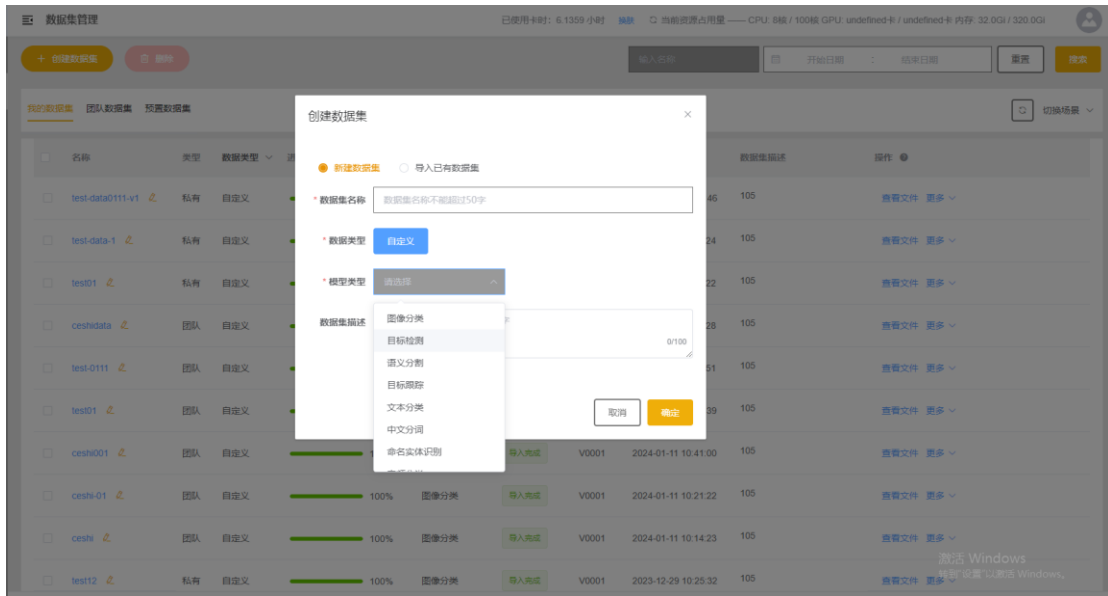 数据集管理 已使用卡时：6.1359 小时 当前资源占用量 —— CPU: 8核 / 100核 GPU: undefined卡 / undefined卡 内存: 32.0Gi / 320.0Gi
+ 创建数据集 删除 输入名称 开始日期 : 结束日期 重置 搜索
我的数据集 团队数据集 预置数据集 切换场景
创建数据集
名称 类型 数据类型 进 数据集描述 操作
新建数据集 导入已有数据集
test-data0111-v1 私有 自定义 46 105 查看文件 更多
* 数据集名称 数据集名称不能超过50字
test-data-1 私有 自定义 24 105 查看文件 更多
* 数据类型 自定义
test01 私有 自定义 22 105 查看文件 更多
* 模型类型 请选择
图像分类
ceshidata 团队 自定义 28 105 查看文件 更多
数据集描述 字
目标检测 0/100
语义分割
test-0111 团队 自定义 51 105 查看文件 更多
目标跟踪
文本分类
test01 团队 自定义 39 105 查看文件 更多
取消 确定
中文分词
命名实体识别
ceshi001 团队 自定义 1 导入完成 V0001 2024-01-11 10:41:00 105 查看文件 更多
ceshi-01 团队 自定义 100% 图像分类 导入完成 V0001 2024-01-11 10:21:22 105 查看文件 更多
ceshi 团队 自定义 100% 图像分类 导入完成 V0001 2024-01-11 10:14:23 105 查看文件 更多
激活 Windows
转到"设置"以激活 Windows。
test12 私有 自定义 100% 图像分类 导入完成 V0001 2023-12-29 10:25:32 105 查看文件 更多